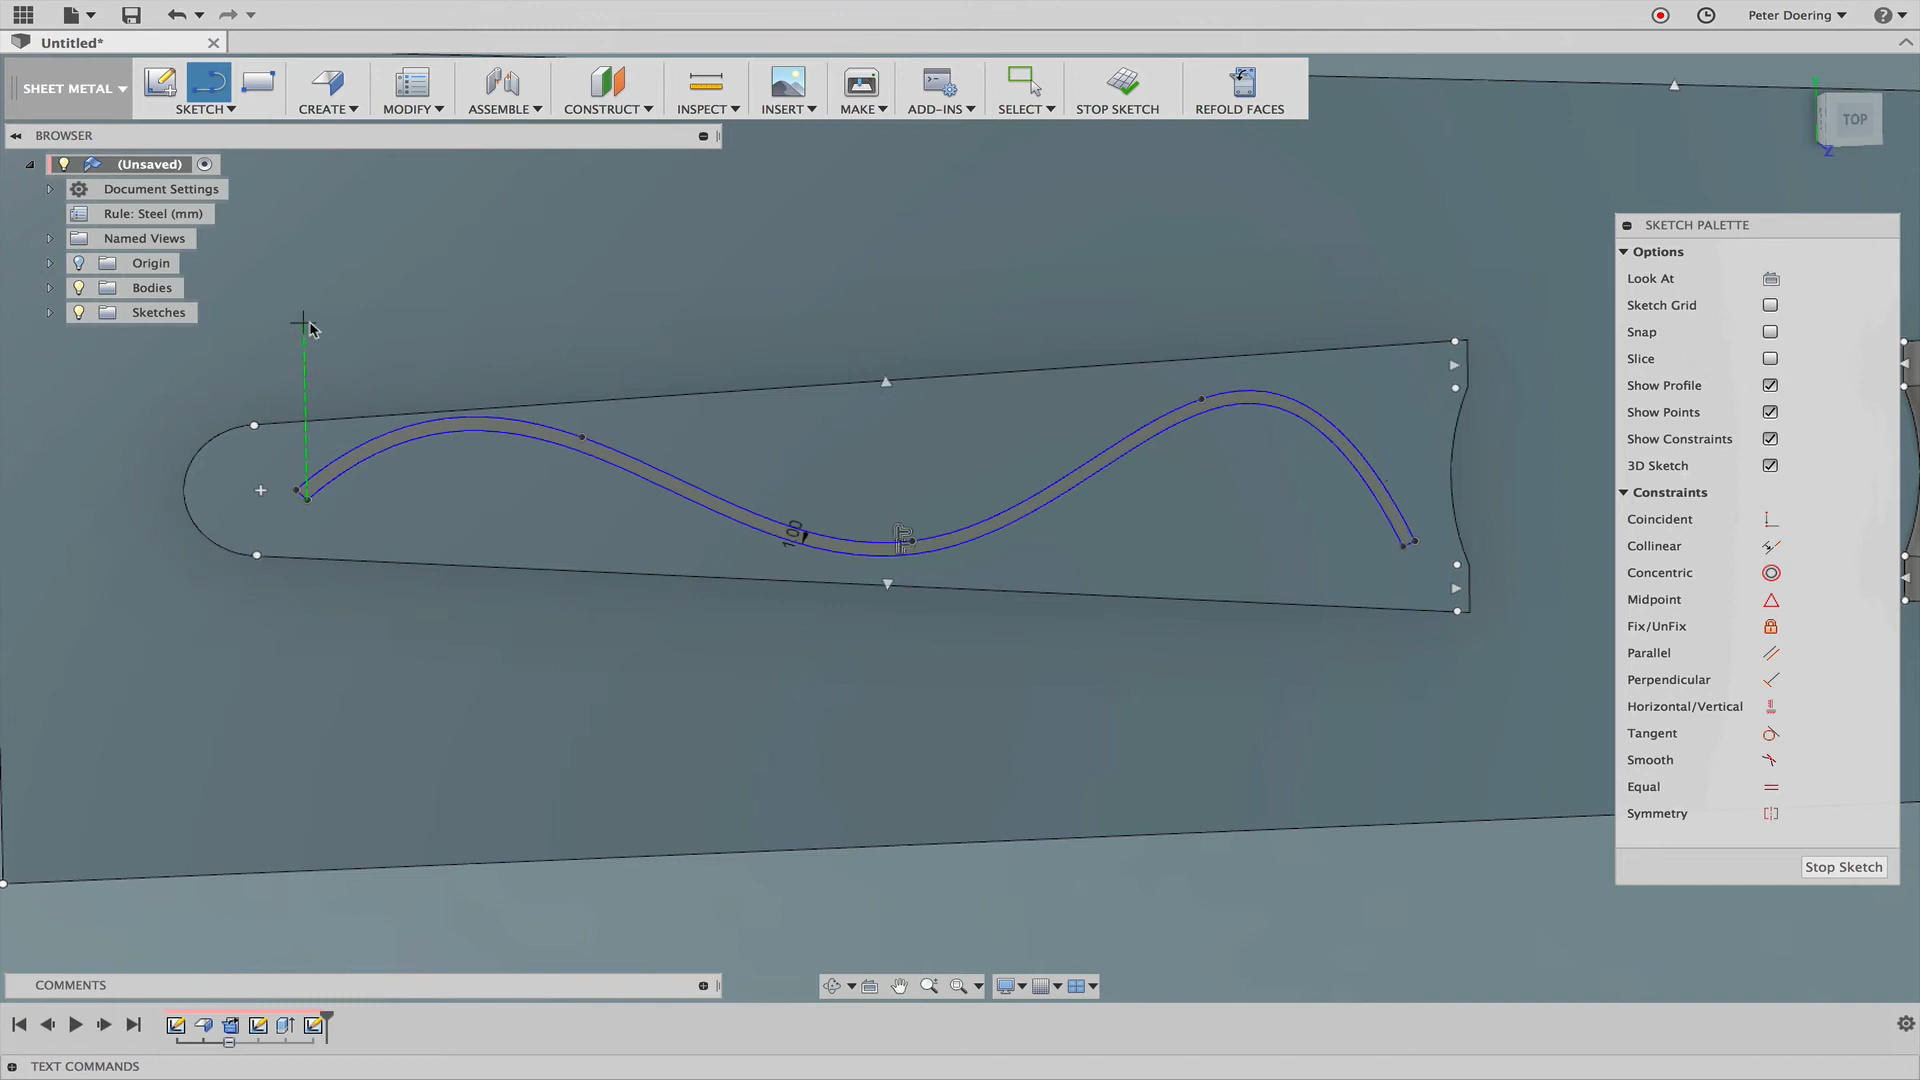 Peter Doering
Untitled*
SHEET METAL
SKETCH
CREATE
MODIFY
ASSEMBLE
CONSTRUCT
INSPECT
INSERT
MAKE
ADD-INS
SELECT
STOP SKETCH
REFOLD FACES
BROWSER
(Unsaved)
Document Settings
Rule: Steel (mm)
Named Views
Origin
Bodies
Sketches
TOP
Z
1.00
SKETCH PALETTE
Options
Look At
Sketch Grid
Snap
Slice
Show Profile
Show Points
Show Constraints
3D Sketch
Constraints
Coincident
Collinear
Concentric
Midpoint
Fix/UnFix
Parallel
Perpendicular
Horizontal/Vertical
Tangent
Smooth
Equal
Symmetry
Stop Sketch
COMMENTS
TEXT COMMANDS